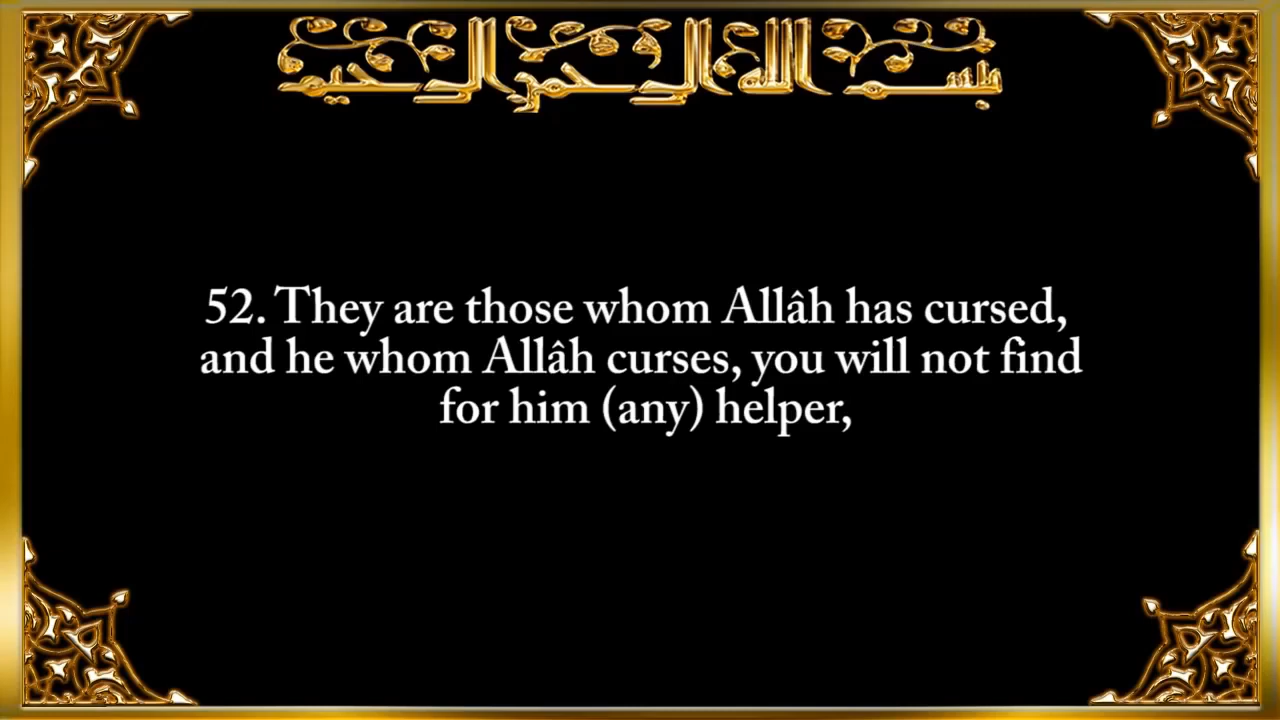 بسم الله الرحمن الرحيم
52. They are those whom Allâh has cursed,
and he whom Allâh curses, you will not find
for him (any) helper,